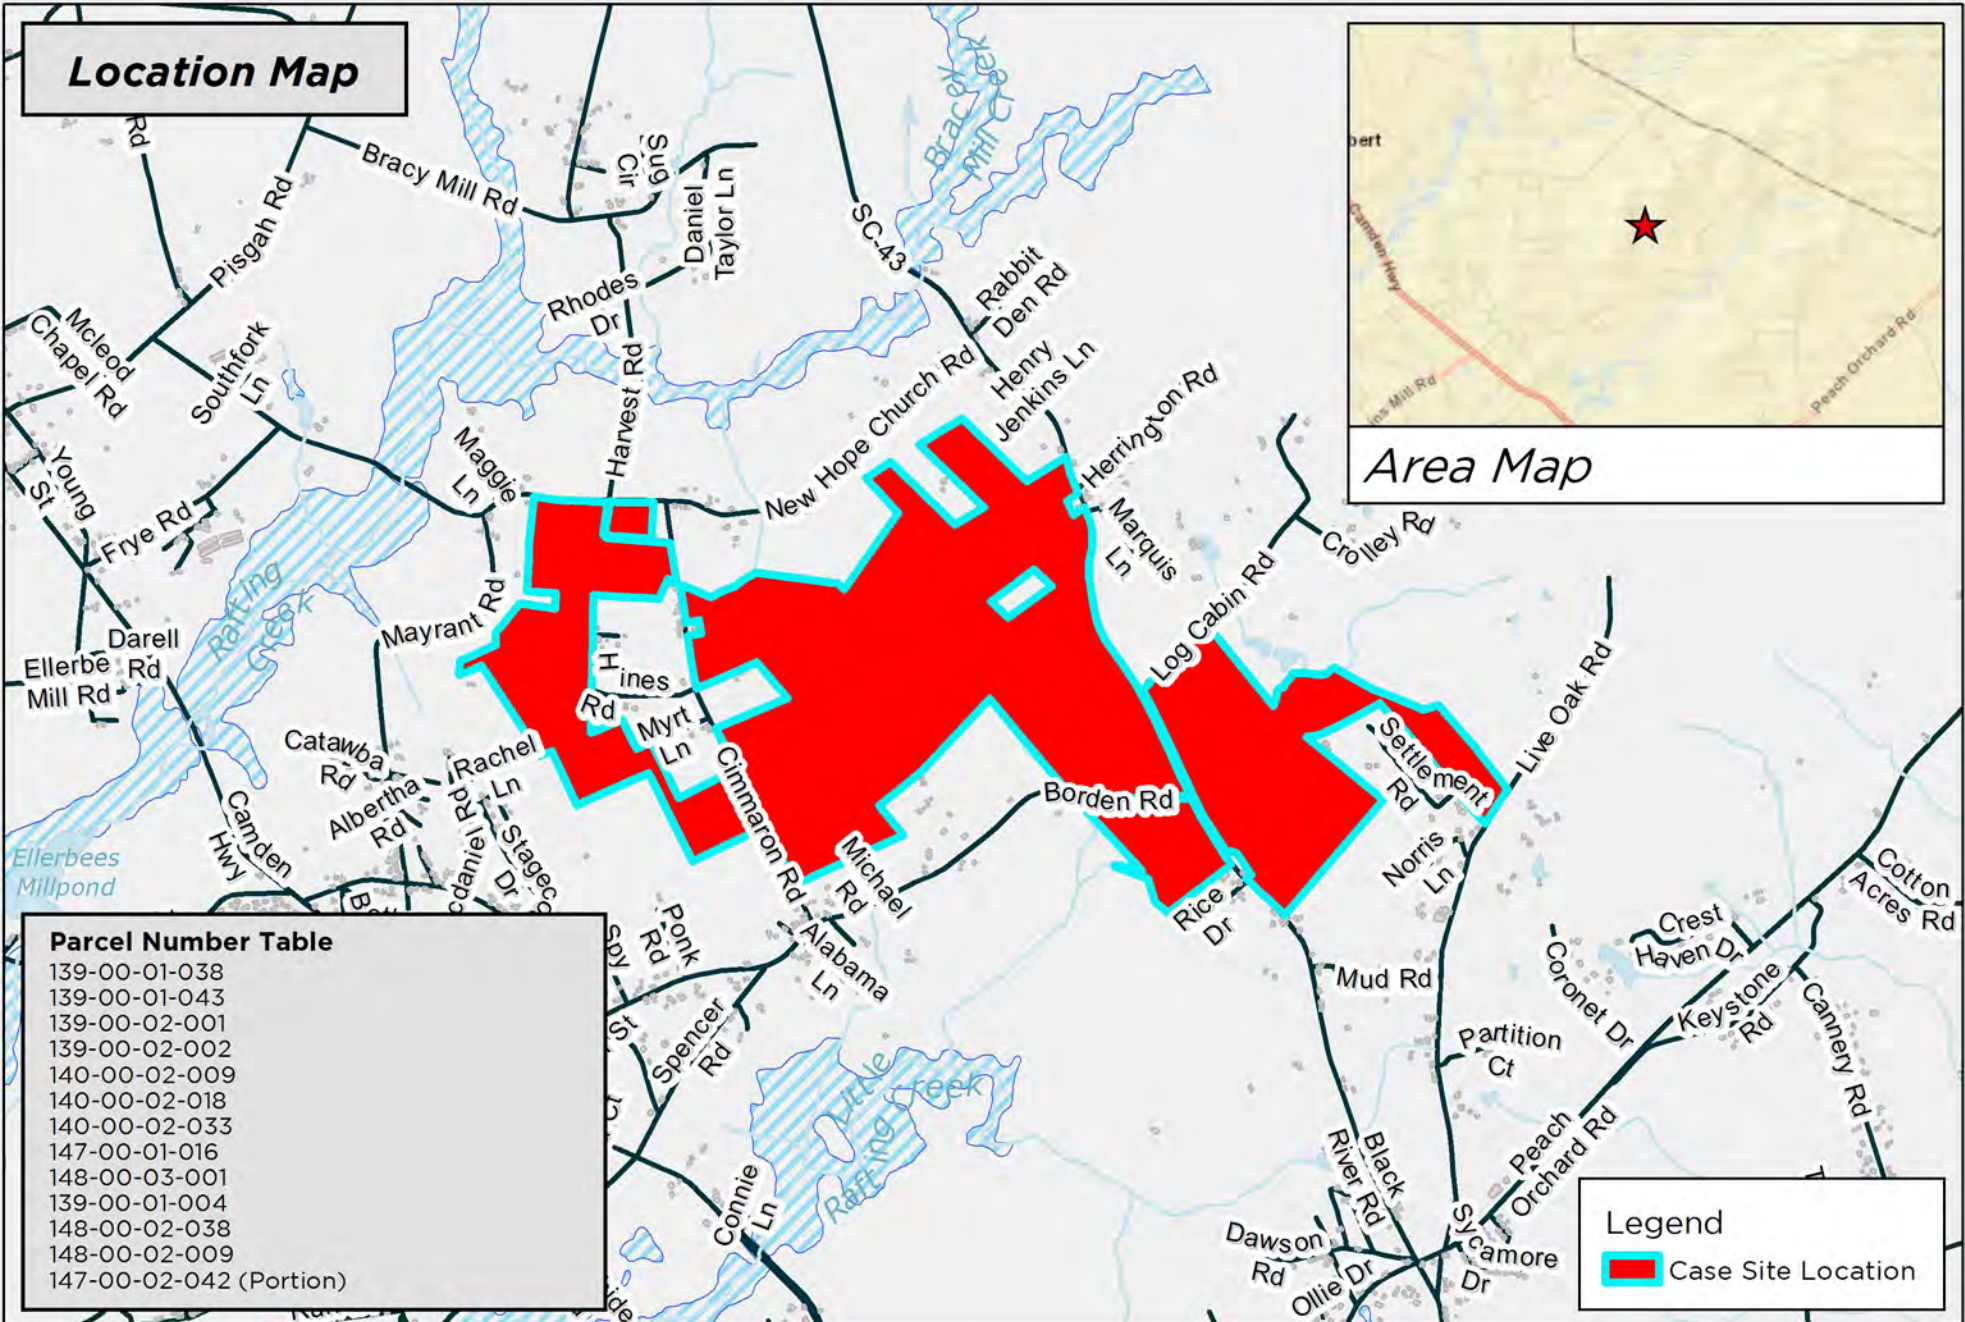 Location Map
Rd
Bracy Mill Rd
Pisgah Rd
Sng
Cir
Daniel
Taylor Ln
Bracey
Mill Creek
SC-43
Rabbit
Den Rd
Rhodes
Dr
Harvest Rd
Mcleod
Chapel Rd
Southfork
Ln
New Hope Church Rd
Henry
Jenkins Ln
Herrington Rd
Maggie
Ln
Young
St
Frye Rd
Marquis
Ln
Log Cabin Rd
Crolley Rd
Rafting
Creek
Mayrant Rd
Darell
Rd
Ellerbe
Mill Rd
Hines
Rd
Myrt
Ln
Catawba
Rd
Rachel
Ln
Albertha
Rd
Cimmaron Rd
Borden Rd
Settlement
Rd
Live Oak Rd
Camden
Hwy
Ellerbees
Millpond
Michael
Rd
Norris
Ln
Rice
Dr
Ponk
Rd
Alabama
Ln
Spencer
Rd
St
Mud Rd
Coronet Dr
Crest
Haven Dr
Cotton
Acres Rd
Keystone
Rd
Cannery Rd
Partition
Ct
Little
Raft
ing
Creek
Connie
Ln
Black
River Rd
Peach
Orchard Rd
Dawson
Rd
Ollie Dr
Sycamore
Dr
Camden Hwy
Peach Orchard Rd
Area Map
Parcel Number Table
139-00-01-038
139-00-01-043
139-00-02-001
139-00-02-002
140-00-02-009
140-00-02-018
140-00-02-033
147-00-01-016
148-00-03-001
139-00-01-004
148-00-02-038
148-00-02-009
147-00-02-042 (Portion)
Legend
Case Site Location